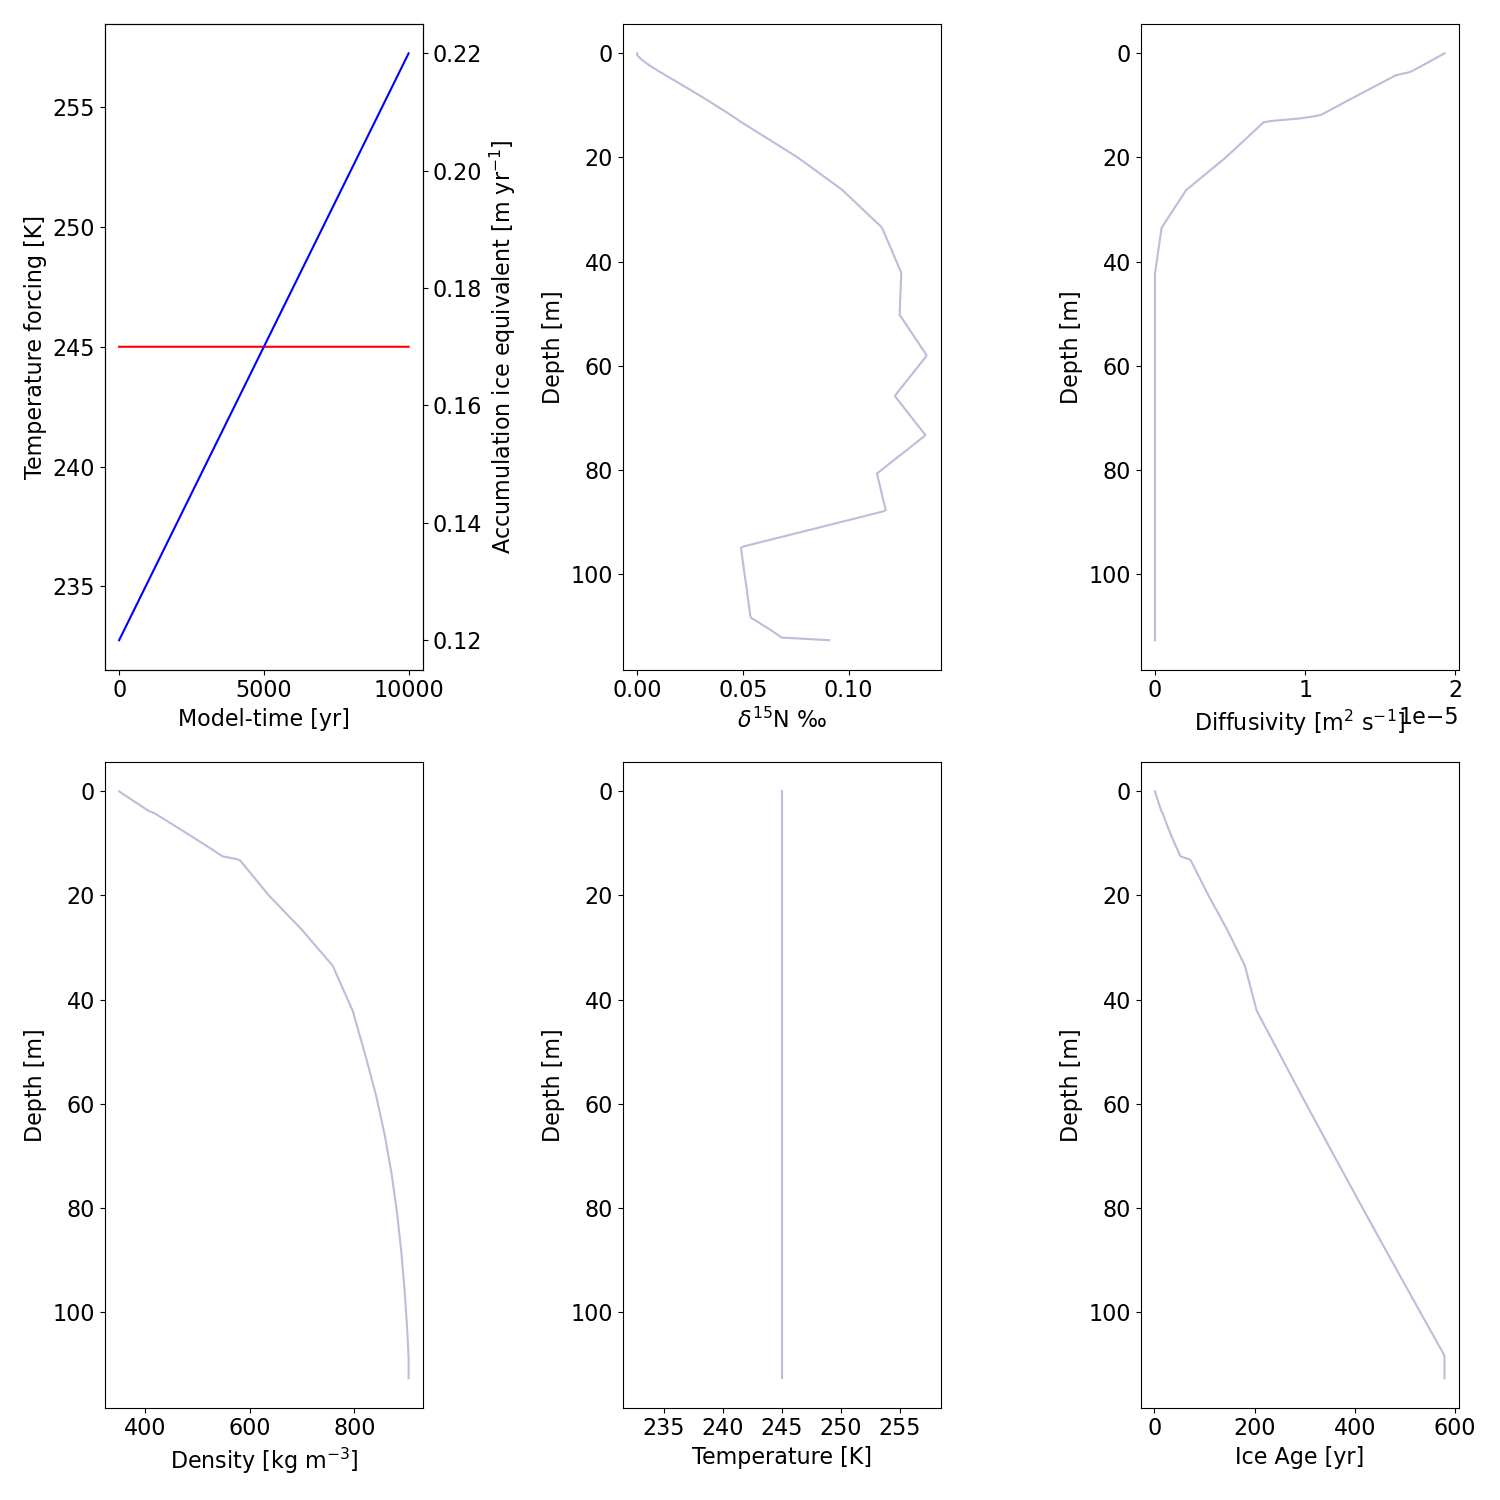 Temperature forcing [K]
255
250
245
240
235
0.22
0.20
0.18
0.16
0.14
0.12
Accumulation ice equivalent [m yr⁻¹]
0 5000 10000
Model-time [yr]
Depth [m]
0
20
40
60
80
100
0.00 0.05 0.10
δ¹⁵N ‰
Depth [m]
0
20
40
60
80
100
0 1 2
1e−5
Diffusivity [m² s⁻¹]
Depth [m]
0
20
40
60
80
100
400 600 800
Density [kg m⁻³]
Depth [m]
0
20
40
60
80
100
235 240 245 250 255
Temperature [K]
Depth [m]
0
20
40
60
80
100
0 200 400 600
Ice Age [yr]